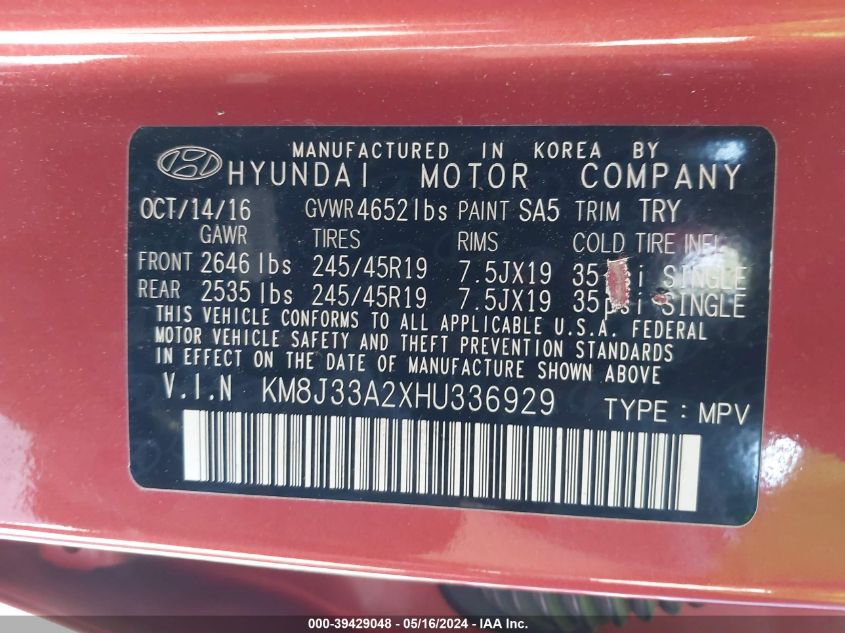 MANUFACTURED IN KOREA BY
HYUNDAI MOTOR COMPANY
OCT/14/16 GVWR 4652lbs PAINT SA5 TRIM TRY
GAWR TIRES RIMS COLD TIRE INFL
FRONT 2646 lbs 245/45R19 7.5JX19 35 i SINGLE
REAR 2535 lbs 245/45R19 7.5JX19 35psi SINGLE
THIS VEHICLE CONFORMS TO ALL APPLICABLE U.S.A. FEDERAL
MOTOR VEHICLE SAFETY AND THEFT PREVENTION STANDARDS
IN EFFECT ON THE DATE OF MANUFACTURE SHOWN ABOVE
V.I.N KM8J33A2XHU336929 TYPE : MPV
000-39429048 - 05/16/2024 - IAA Inc.